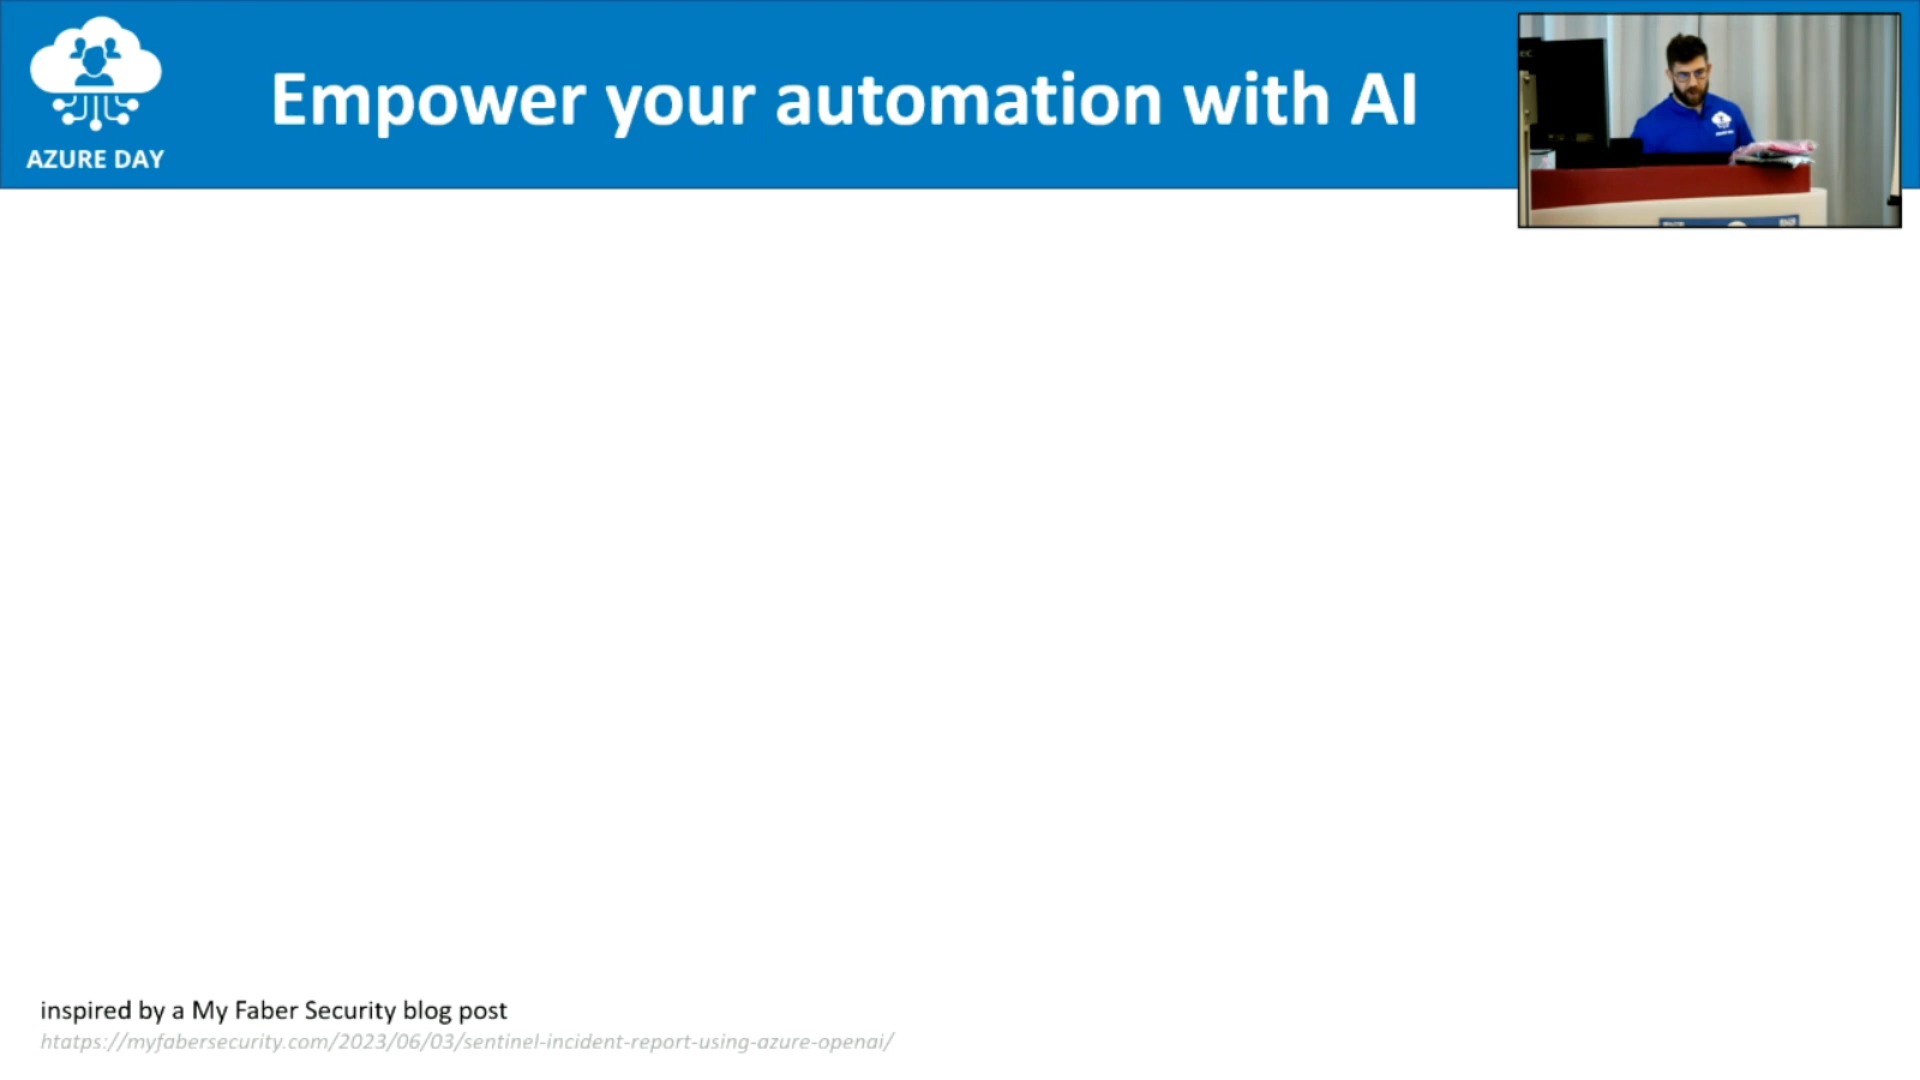 AZURE DAY
Empower your automation with AI
inspired by a My Faber Security blog post
htatps://myfabersecurity.com/2023/06/03/sentinel-incident-report-using-azure-openai/